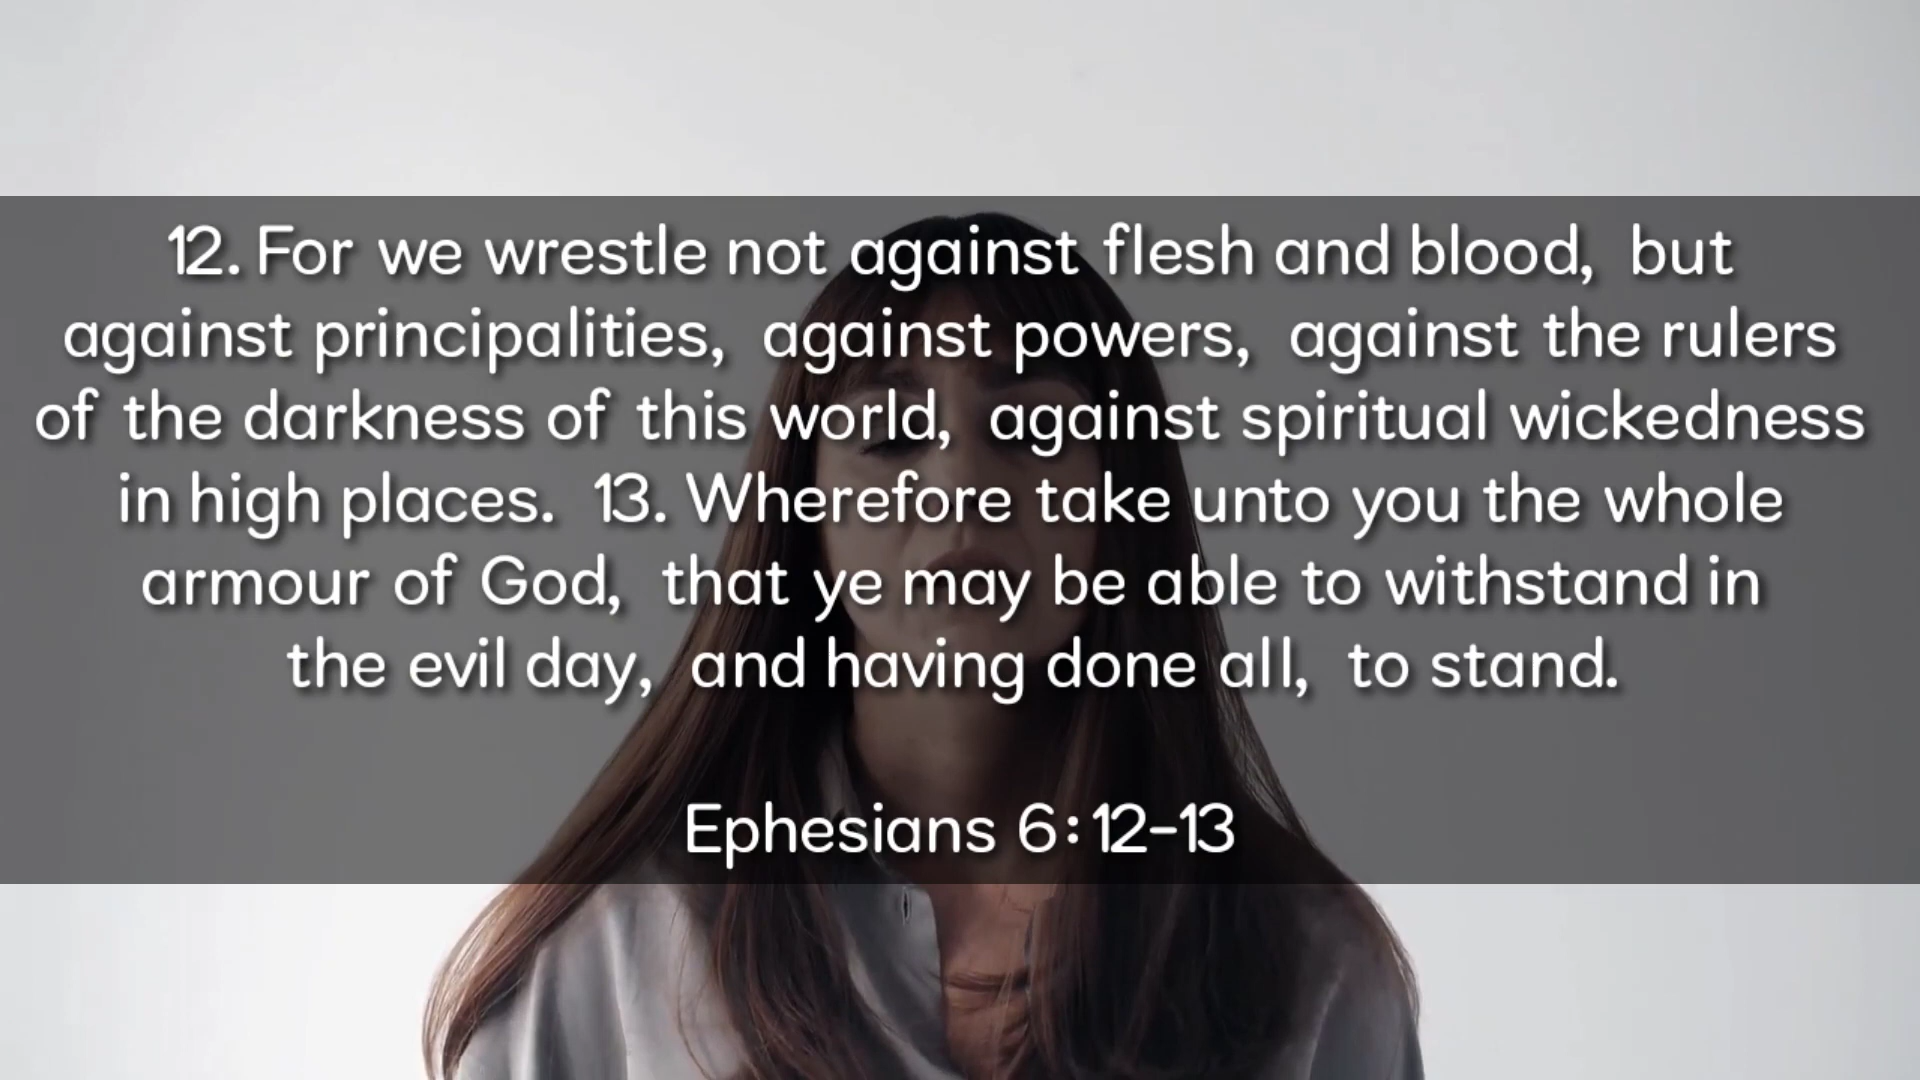 12. For we wrestle not against flesh and blood, but
against principalities, against powers, against the rulers
of the darkness of this world, against spiritual wickedness
in high places. 13. Wherefore take unto you the whole
armour of God, that ye may be able to withstand in
the evil day, and having done all, to stand.
Ephesians 6:12-13